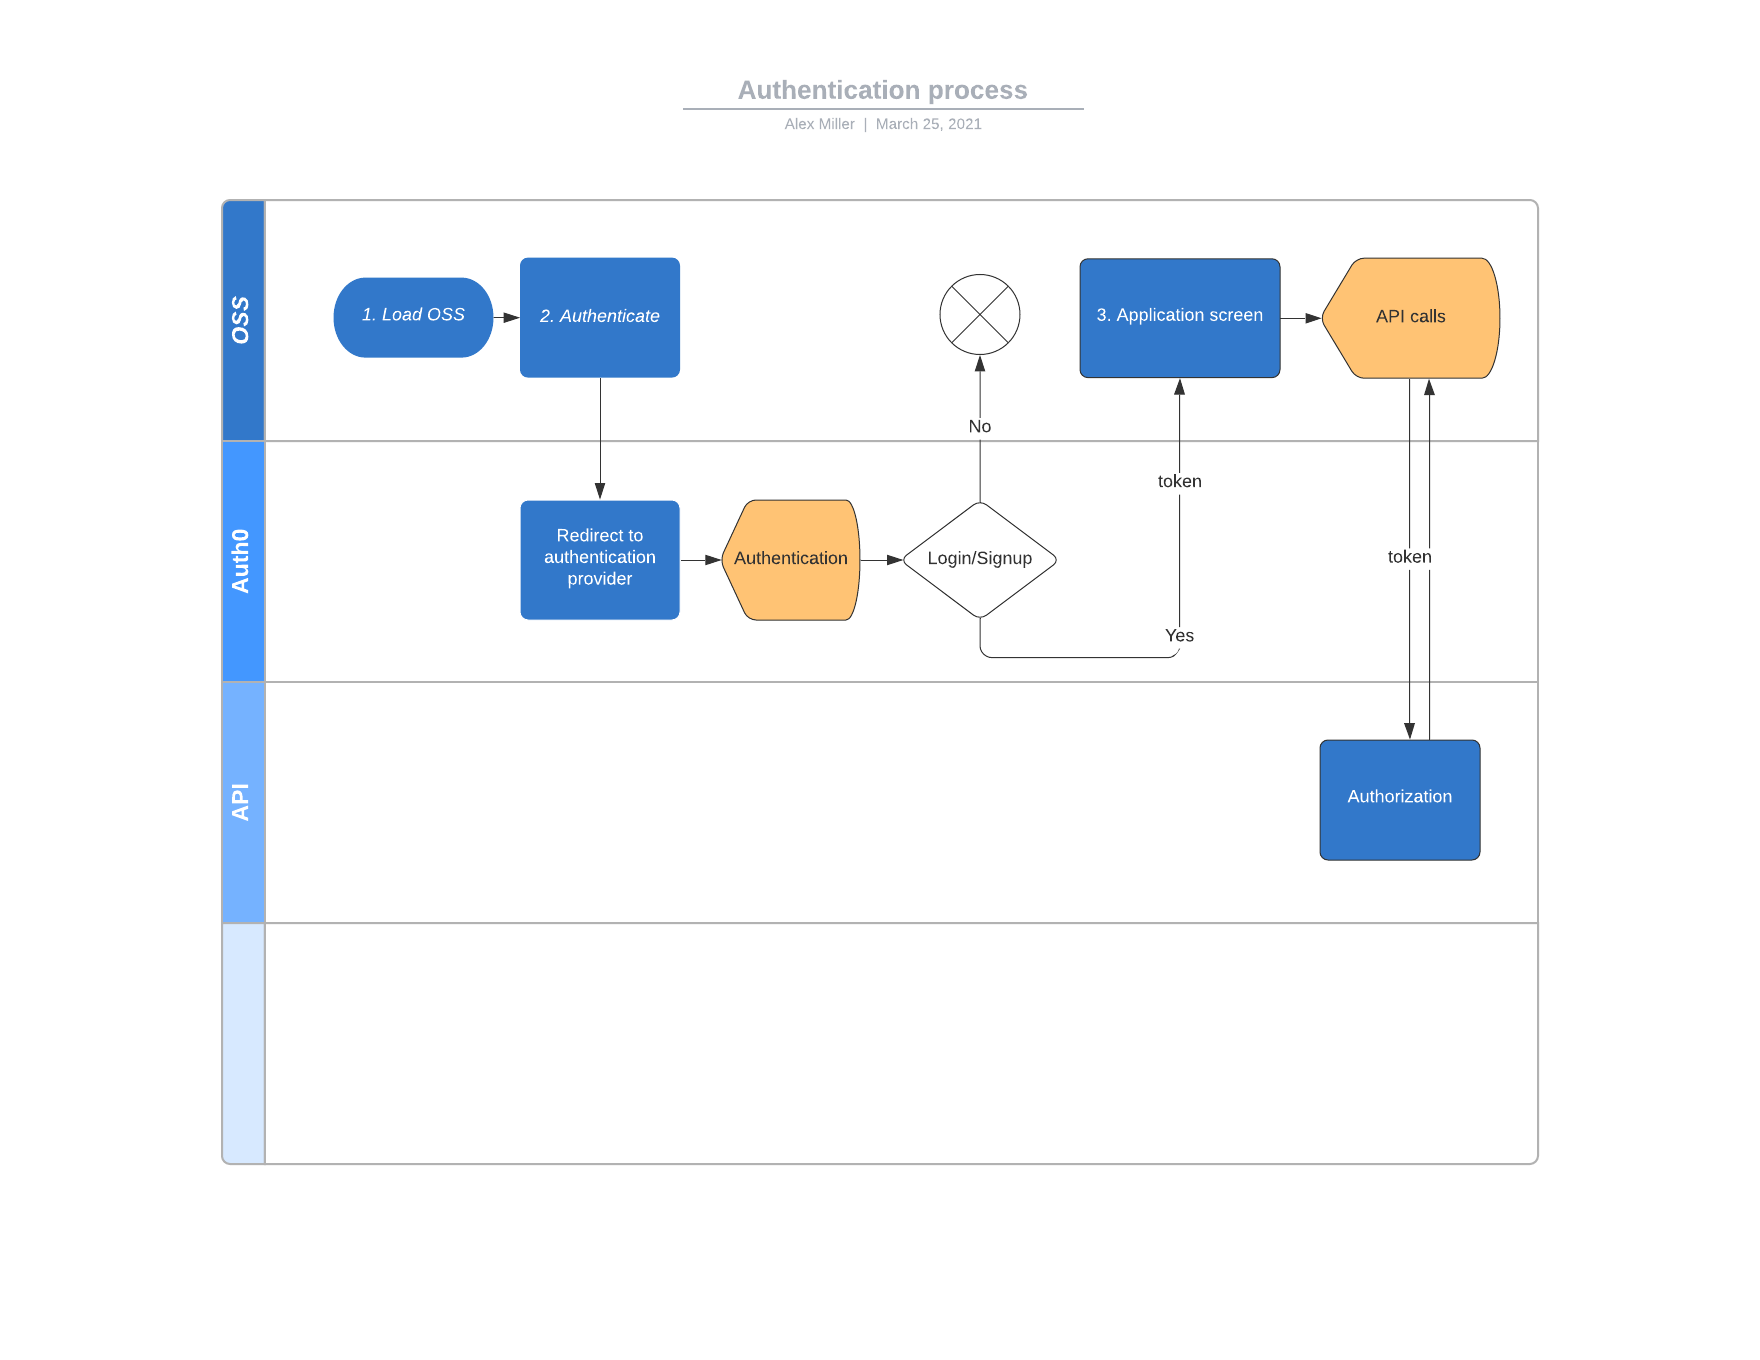 Authentication process
Alex Miller | March 25, 2021
OSS
1. Load OSS
2. Authenticate
3. Application screen
API calls
No
token
Auth0
Redirect to
authentication
provider
Authentication
Login/Signup
Yes
token
API
Authorization